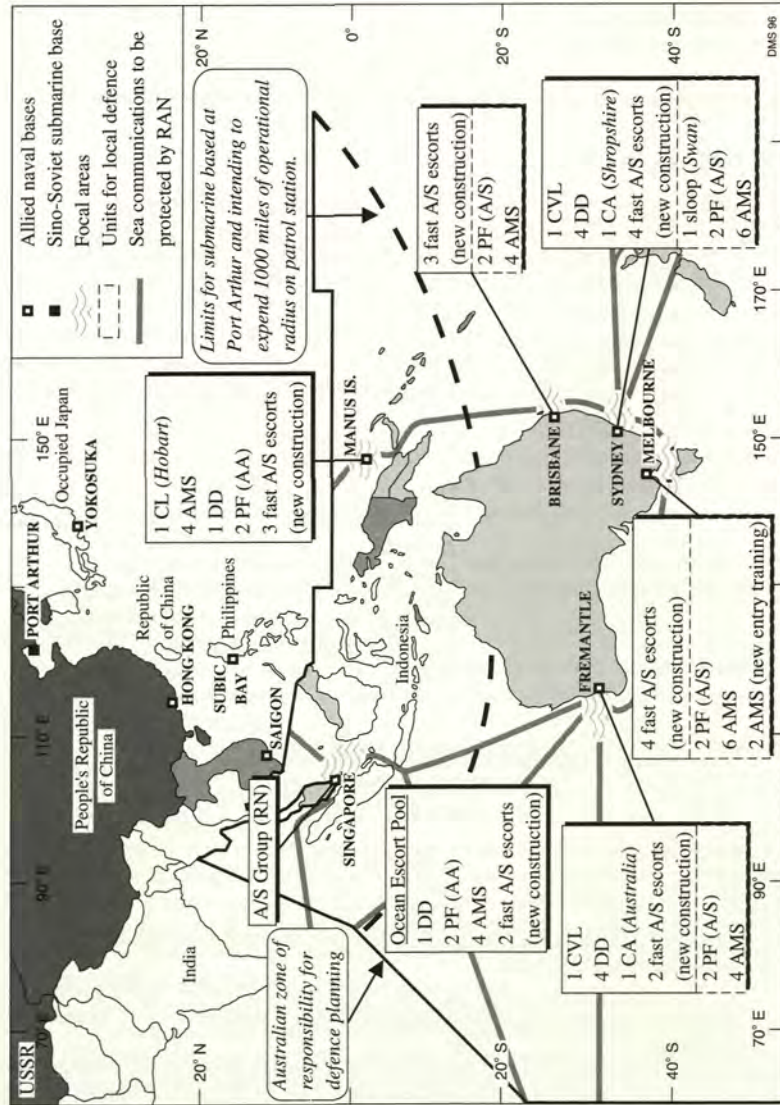 Allied naval bases
Sino-Soviet submarine base
Focal areas
Units for local defence
Sea communications to be
protected by RAN
20° N
0°
20° S
40° S
DMS 96
Limits for submarine based at
Port Arthur and intending to
expend 1000 miles of operational
radius on patrol station.
3 fast A/S escorts
(new construction)
2 PF (A/S)
4 AMS
1 CVL
4 DD
1 CA (Shropshire)
4 fast A/S escorts
(new construction)
1 sloop (Swan)
2 PF (A/S)
6 AMS
170° E
150° E
Occupied Japan
YOKOSUKA
1 CL (Hobart)
4 AMS
1 DD
2 PF (AA)
3 fast A/S escorts
(new construction)
MANUS IS.
BRISBANE
SYDNEY
MELBOURNE
150° E
PORT ARTHUR
Republic
of China
HONG KONG
Philippines
SUBIC
BAY
SAIGON
Indonesia
FREMANTLE
4 fast A/S escorts
(new construction)
2 PF (A/S)
6 AMS
2 AMS (new entry training)
110° E
People's Republic
of China
A/S Group (RN)
SINGAPORE
110° E
90° E
India
Ocean Escort Pool
1 DD
2 PF (AA)
4 AMS
2 fast A/S escorts
(new construction)
1 CVL
4 DD
1 CA (Australia)
2 fast A/S escorts
(new construction)
2 PF (A/S)
4 AMS
90° E
USSR
70° E
20° N
Australian zone of
responsibility for
defence planning
20° S
40° S
70° E